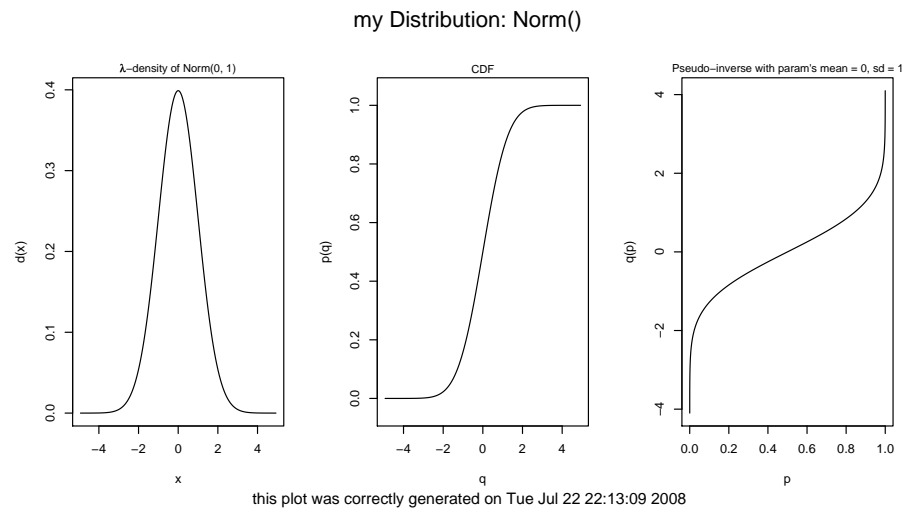 my Distribution: Norm()
λ−density of Norm(0, 1)
d(x)
0.4
0.3
0.2
0.1
0.0
−4 −2 0 2 4
x
CDF
p(q)
1.0
0.8
0.6
0.4
0.2
0.0
−4 −2 0 2 4
q
Pseudo−inverse with param's mean = 0, sd = 1
q(p)
4
2
0
−2
−4
0.0 0.2 0.4 0.6 0.8 1.0
p
this plot was correctly generated on Tue Jul 22 22:13:09 2008